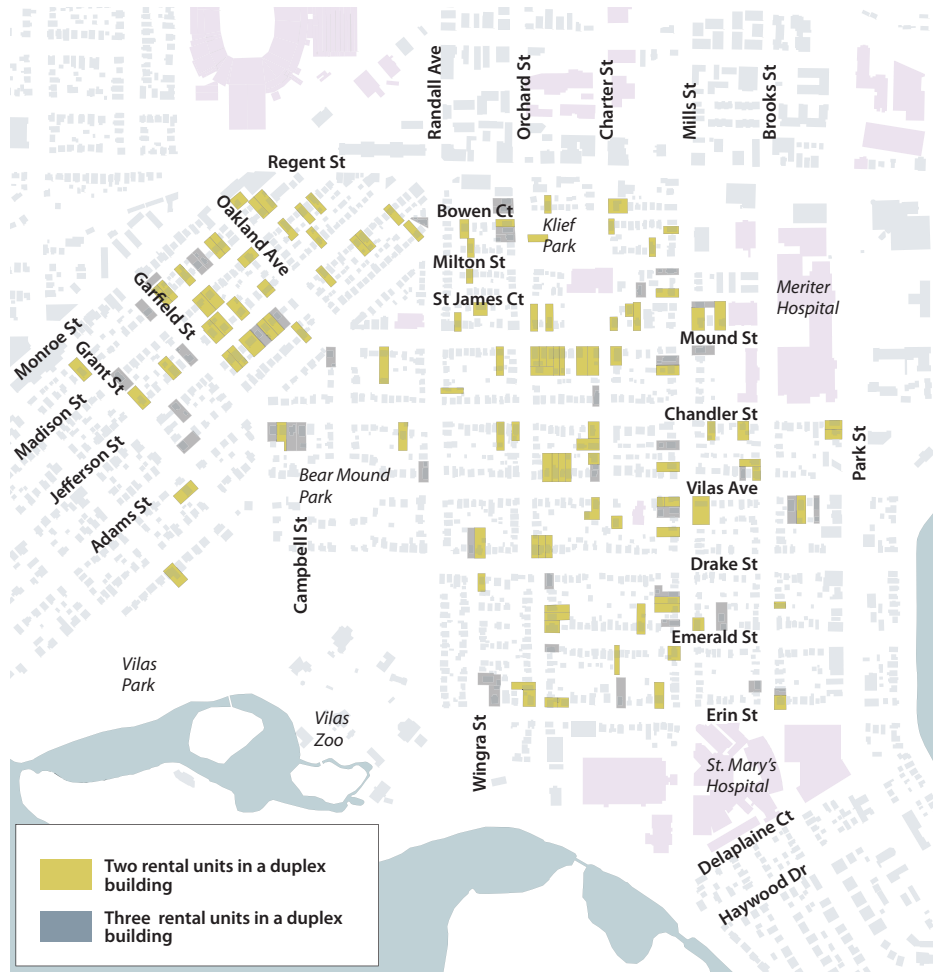 Randall Ave
Orchard St
Charter St
Mills St
Brooks St
Regent St
Oakland Ave
Bowen Ct
Klief
Park
Milton St
Garfield St
St James Ct
Meriter
Hospital
Monroe St
Grant St
Mound St
Madison St
Chandler St
Jefferson St
Park St
Bear Mound
Park
Vilas Ave
Adams St
Campbell St
Drake St
Emerald St
Vilas
Park
Vilas
Zoo
Erin St
Wingra St
St. Mary's
Hospital
Delaplaine Ct
Haywood Dr
Two rental units in a duplex
building
Three rental units in a duplex
building